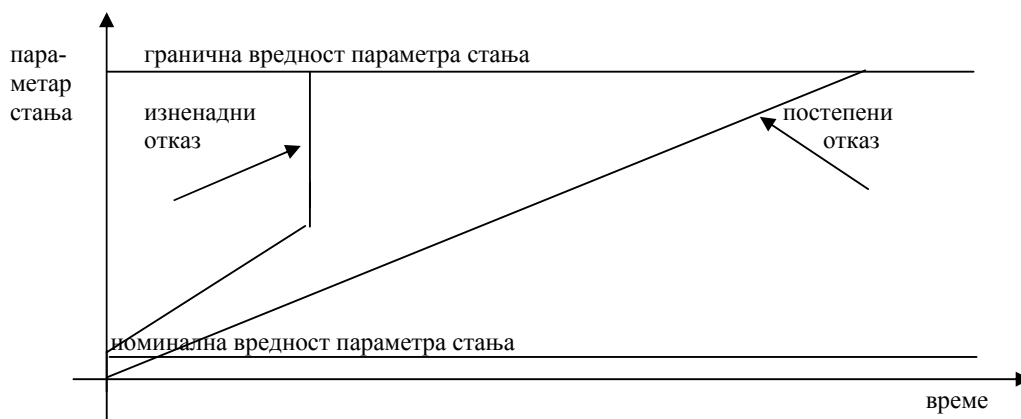 пара-
метар
стања
гранична вредност параметра стања
изненадни
отказ
постепени
отказ
номинална вредност параметра стања
време